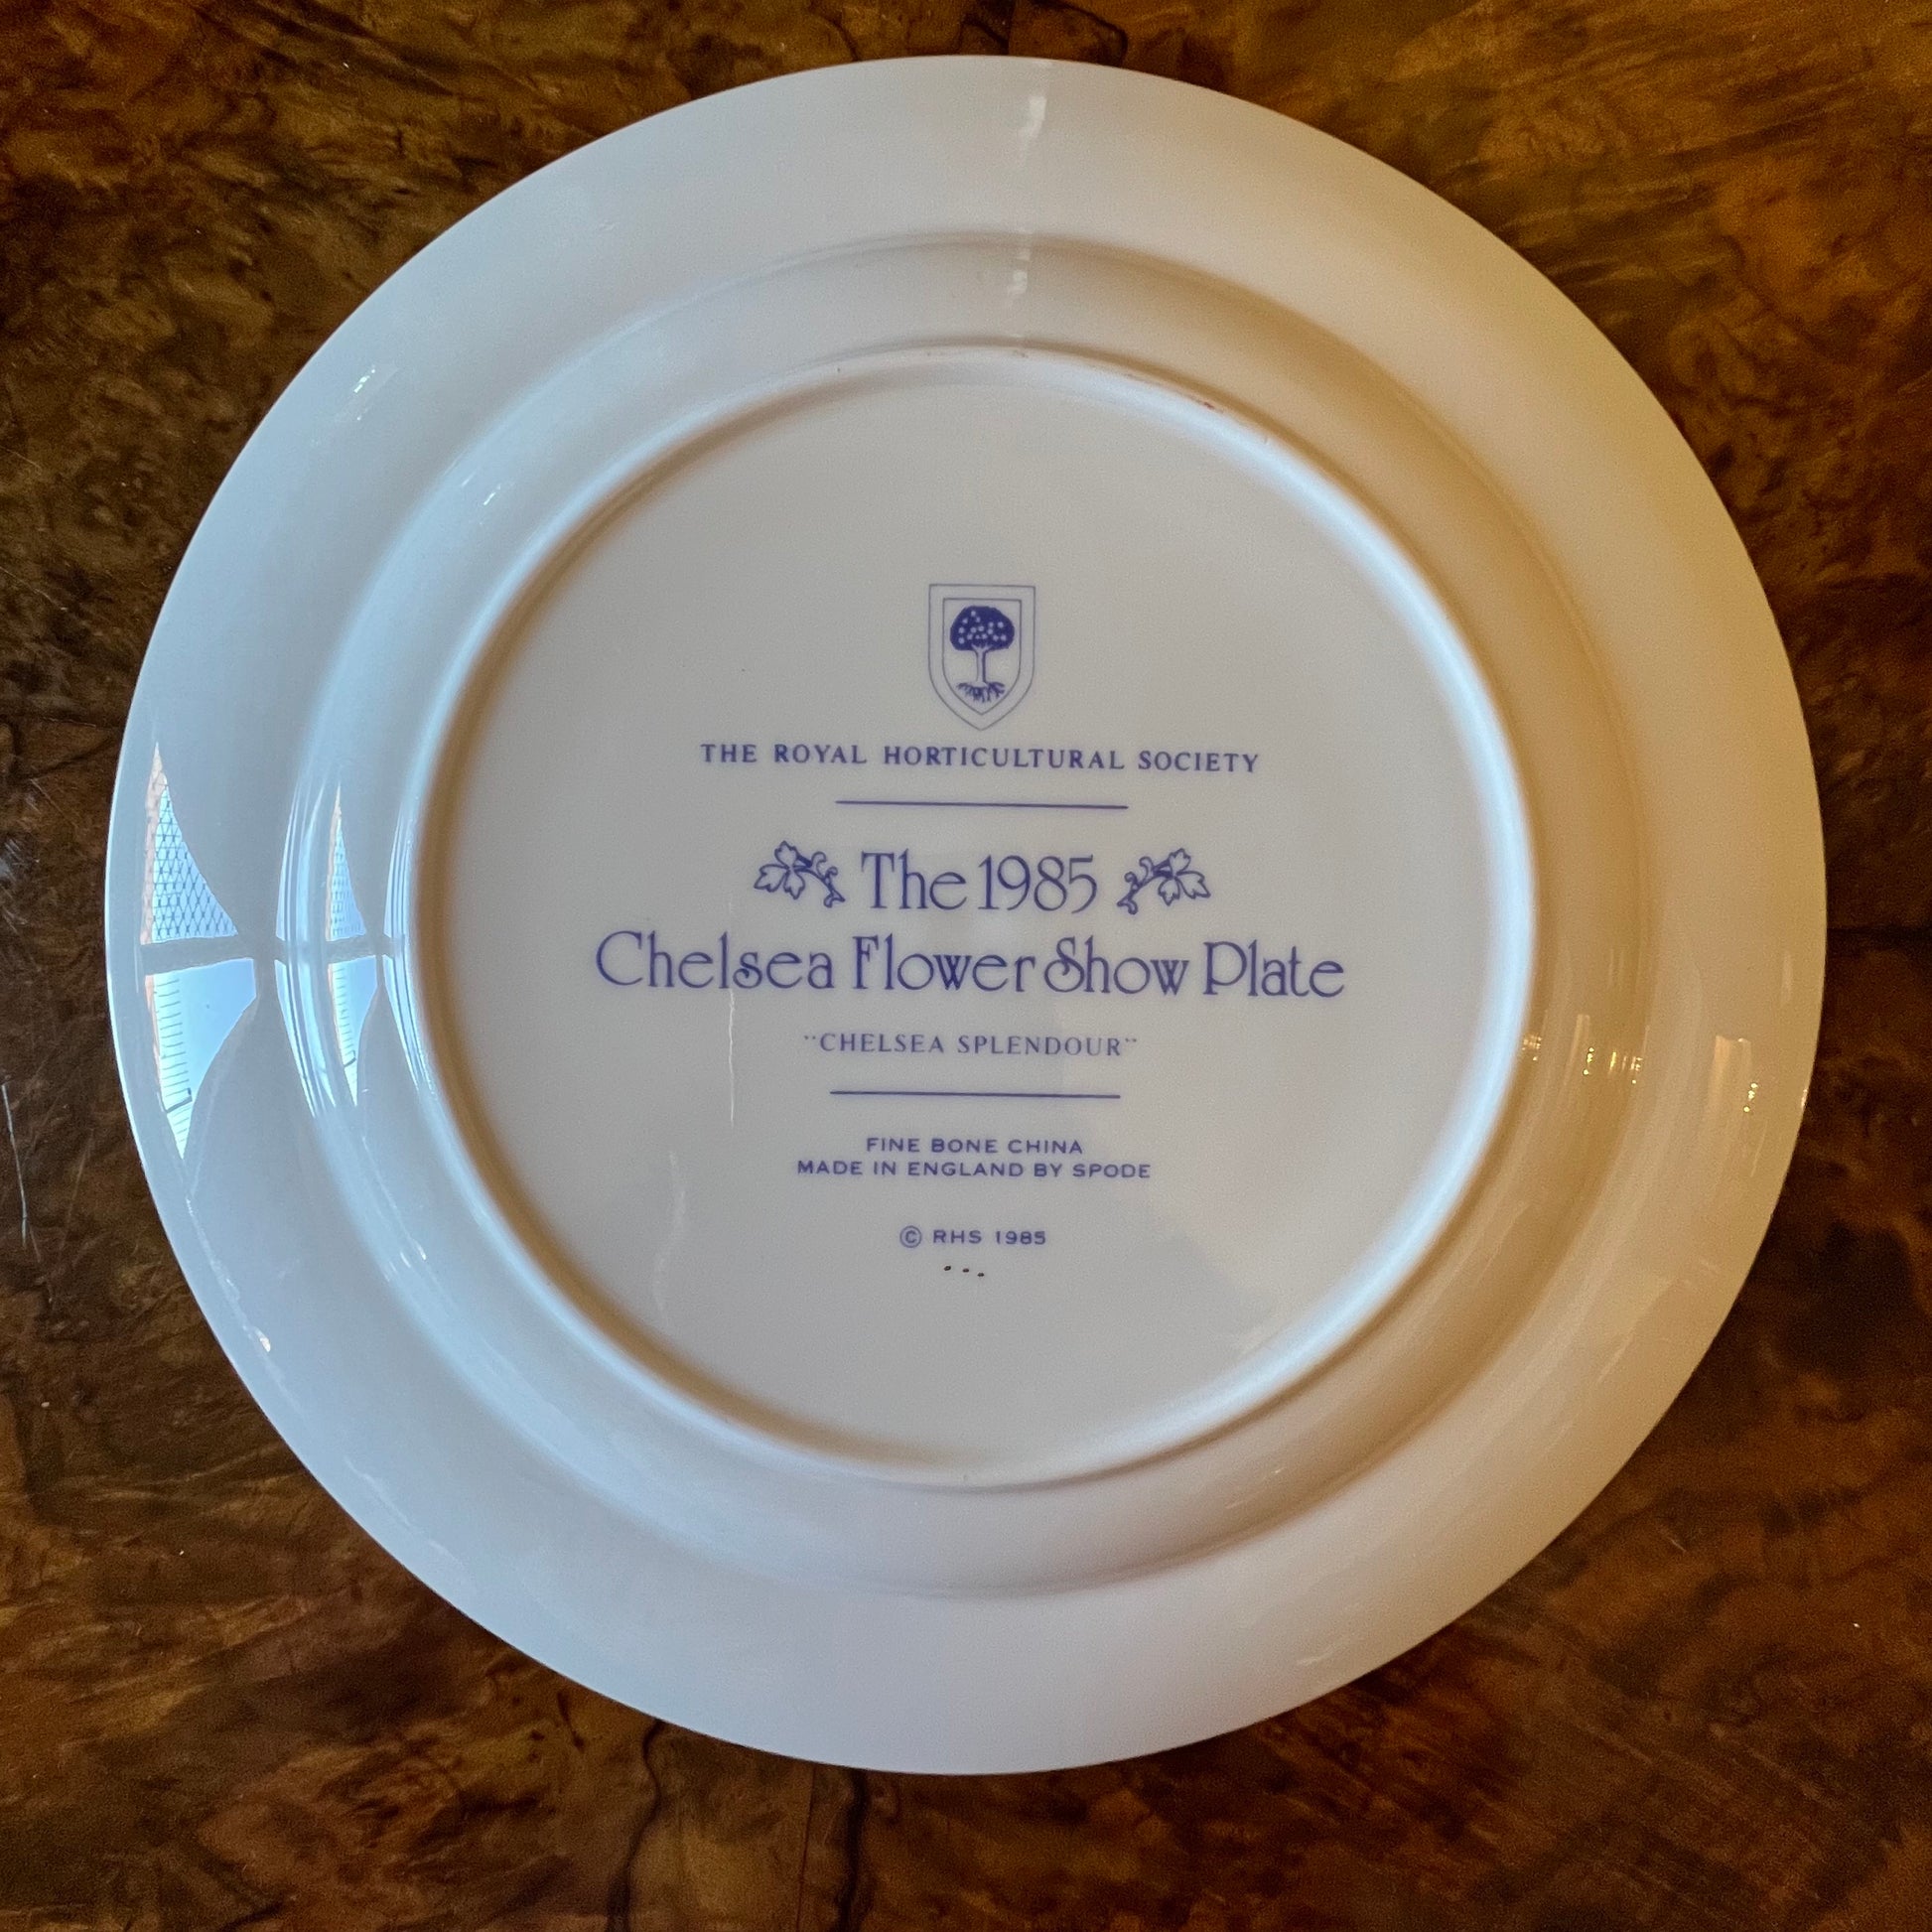 THE ROYAL HORTICULTURAL SOCIETY
The 1985
Chelsea Flower Show Plate
"CHELSEA SPLENDOUR"
FINE BONE CHINA
MADE IN ENGLAND BY SPODE
© RHS 1985